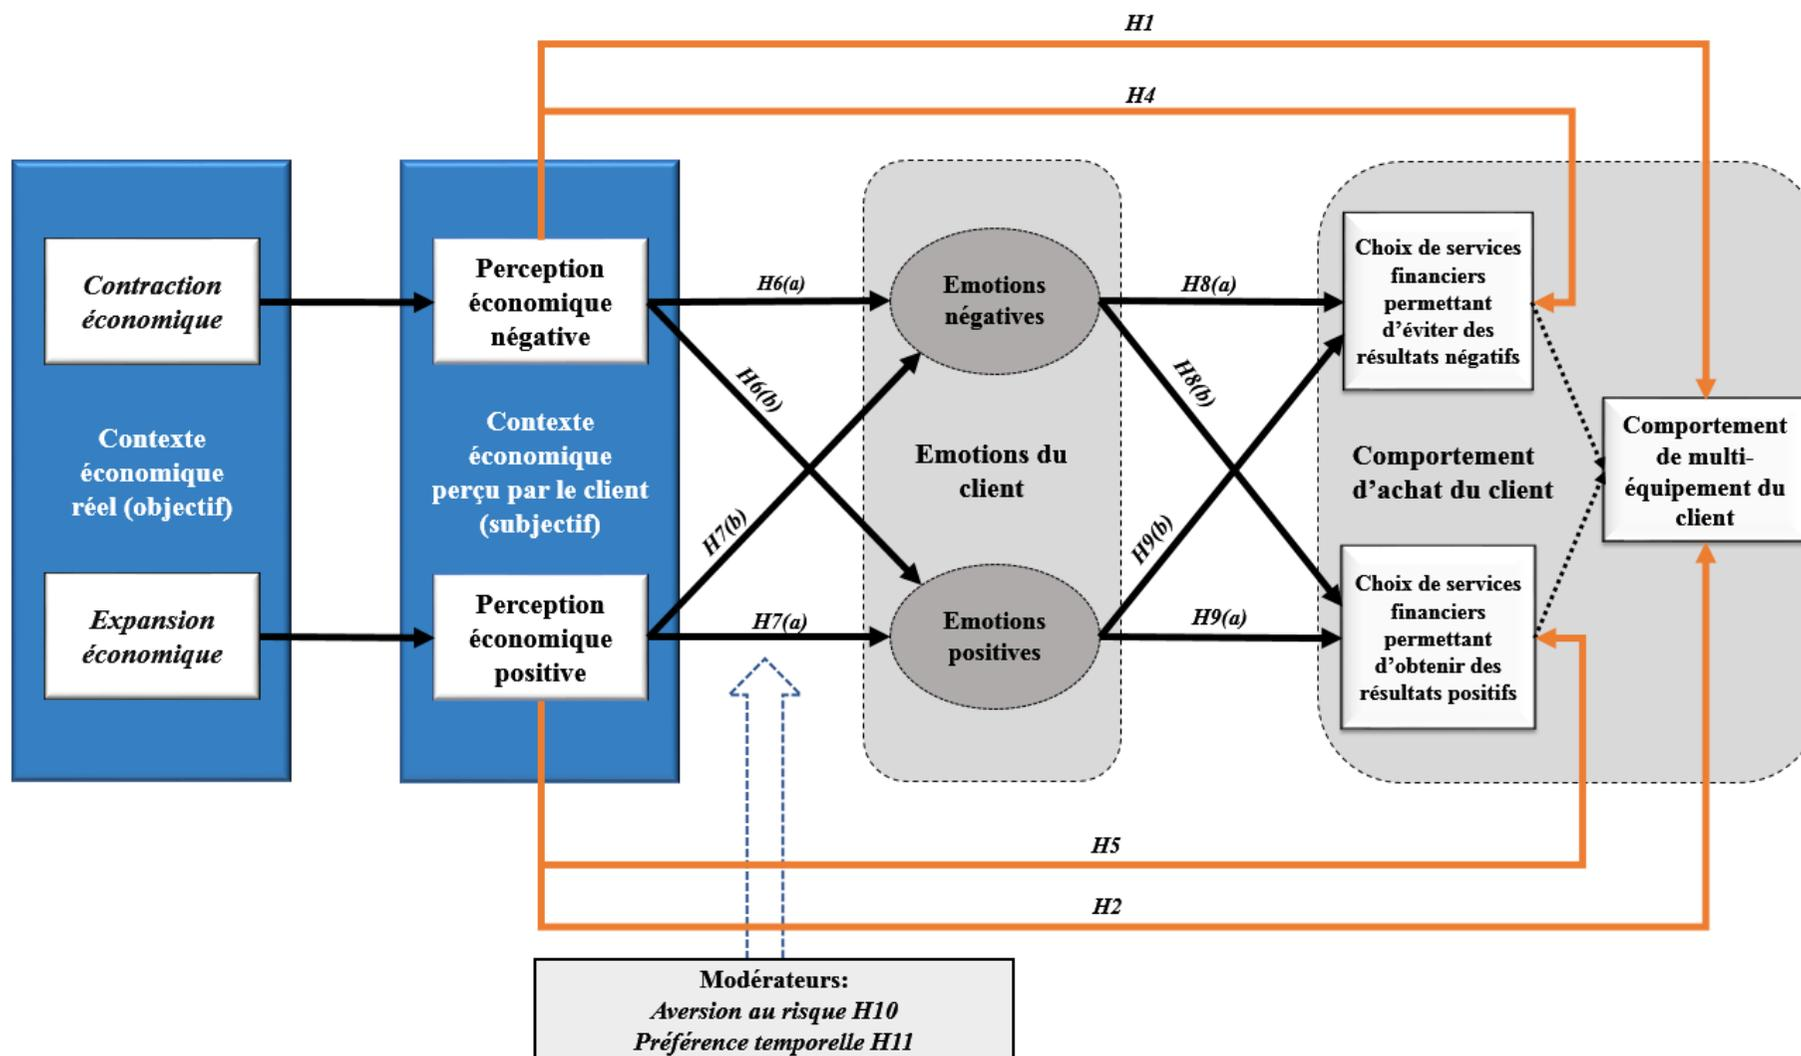 H1
H4
Contraction
économique
Contexte
économique
réel (objectif)
Expansion
économique
Perception
économique
négative
Contexte
économique
perçu par le client
(subjectif)
Perception
économique
positive
H6(a)
H6(b)
H7(b)
H7(a)
Emotions
négatives
Emotions du
client
Emotions
positives
H8(a)
H8(b)
H9(b)
H9(a)
Choix de services
financiers
permettant
d'éviter des
résultats négatifs
Comportement
d'achat du client
Choix de services
financiers
permettant
d'obtenir des
résultats positifs
Comportement
de multi-
équipement du
client
H5
H2
Modérateurs:
Aversion au risque H10
Préférence temporelle H11